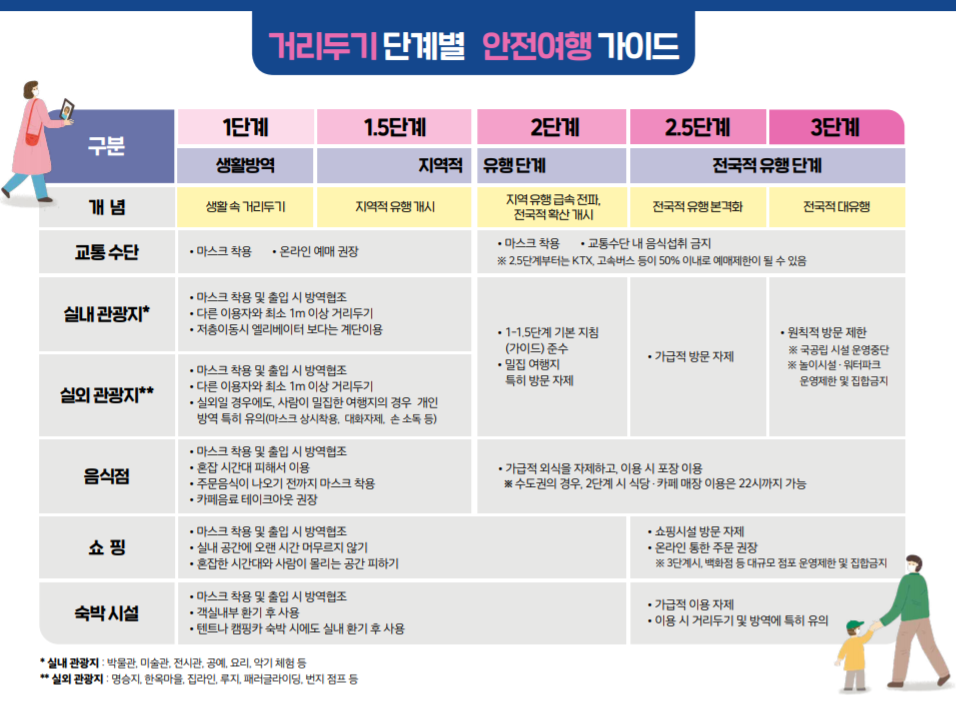 거리두기 단계별 안전여행 가이드
구분
1단계
1.5단계
2단계
2.5단계
3단계
생활방역
지역적 유행 단계
전국적 유행 단계
개 념
생활 속 거리두기
지역적 유행 개시
지역 유행 급속 전파,
전국적 확산 개시
전국적 유행 본격화
전국적 대유행
교통 수단
• 마스크 착용 • 온라인 예매 권장
• 마스크 착용 • 교통수단 내 음식섭취 금지
※ 2.5단계부터는 KTX, 고속버스 등이 50% 이내로 예매제한이 될 수 있음
실내 관광지*
• 마스크 착용 및 출입 시 방역협조
• 다른 이용자와 최소 1m 이상 거리두기
• 저층이동시 엘리베이터 보다는 계단이용
실외 관광지**
• 마스크 착용 및 출입 시 방역협조
• 다른 이용자와 최소 1m 이상 거리두기
• 실외일 경우에도, 사람이 밀집한 여행지의 경우 개인
방역 특히 유의(마스크 상시착용, 대화자제, 손 소독 등)
• 1-1.5단계 기본 지침
(가이드) 준수
• 밀집 여행지
특히 방문 자제
• 가급적 방문 자제
• 원칙적 방문 제한
※ 국공립 시설 운영중단
※ 놀이시설 · 워터파크
운영제한 및 집합금지
음식점
• 마스크 착용 및 출입 시 방역협조
• 혼잡 시간대 피해서 이용
• 주문음식이 나오기 전까지 마스크 착용
• 카페음료 테이크아웃 권장
• 가급적 외식을 자제하고, 이용 시 포장 이용
※ 수도권의 경우, 2단계 시 식당 · 카페 매장 이용은 22시까지 가능
쇼 핑
• 마스크 착용 및 출입 시 방역협조
• 실내 공간에 오랜 시간 머무르지 않기
• 혼잡한 시간대와 사람이 몰리는 공간 피하기
• 쇼핑시설 방문 자제
• 온라인 통한 주문 권장
※ 3단계시, 백화점 등 대규모 점포 운영제한 및 집합금지
숙박 시설
• 마스크 착용 및 출입 시 방역협조
• 객실내부 환기 후 사용
• 텐트나 캠핑카 숙박 시에도 실내 환기 후 사용
• 가급적 이용 자제
• 이용 시 거리두기 및 방역에 특히 유의
* 실내 관광지 : 박물관, 미술관, 전시관, 공예, 요리, 악기 체험 등
** 실외 관광지 : 명승지, 한옥마을, 집라인, 루지, 패러글라이딩, 번지 점프 등